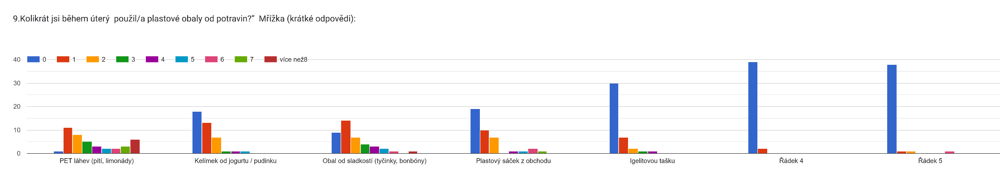 9.Kolikrát jsi během úterý  použil/a plastové obaly od potravin?“  Mřížka (krátké odpovědi):
0 1 2 3 4 5 6 7 více než8
40
30
20
10
0
PET láhev (pití, limonády) Kelímek od jogurtu / pudinku Obal od sladkostí (tyčinky, bonbóny) Plastový sáček z obchodu Igelitovou tašku Řádek 4 Řádek 5